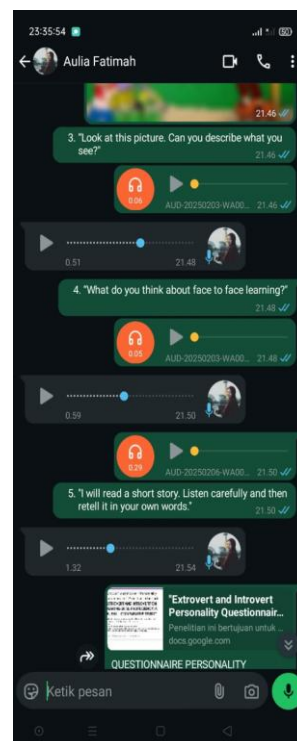 23:35:54
Aulia Fatimah
21.46
3. "Look at this picture. Can you describe what you
see?"
21.46
0:06
AUD-20250203-WA00... 21.46
0.51 21.48
4. "What do you think about face to face learning?"
21.48
0:05
AUD-20250203-WA00... 21.48
0.59 21.50
0:29
AUD-20250206-WA00... 21.50
5. "I will read a short story. Listen carefully and then
retell it in your own words."
21.50
1.32 21.54
"Extrovert and Introvert
Personality Questionnair...
Penelitian ini bertujuan untuk ...
docs.google.com
QUESTIONNAIRE PERSONALITY
Ketik pesan